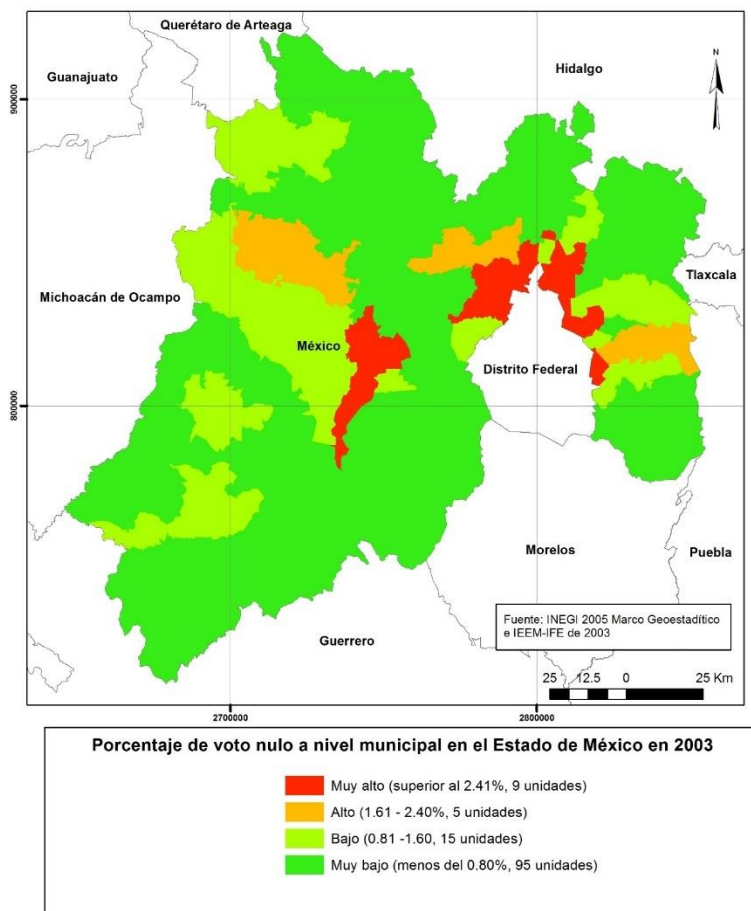 Querétaro de Arteaga
Guanajuato
Hidalgo
N
900000
Tlaxcala
Michoacán de Ocampo
México
Distrito Federal
800000
Morelos
Puebla
Guerrero
Fuente: INEGI 2005 Marco Geoestadítico
e IEEM-IFE de 2003
25 12.5 0 25 Km
2700000 2800000
Porcentaje de voto nulo a nivel municipal en el Estado de México en 2003
Muy alto (superior al 2.41%, 9 unidades)
Alto (1.61 - 2.40%, 5 unidades)
Bajo (0.81 -1.60, 15 unidades)
Muy bajo (menos del 0.80%, 95 unidades)